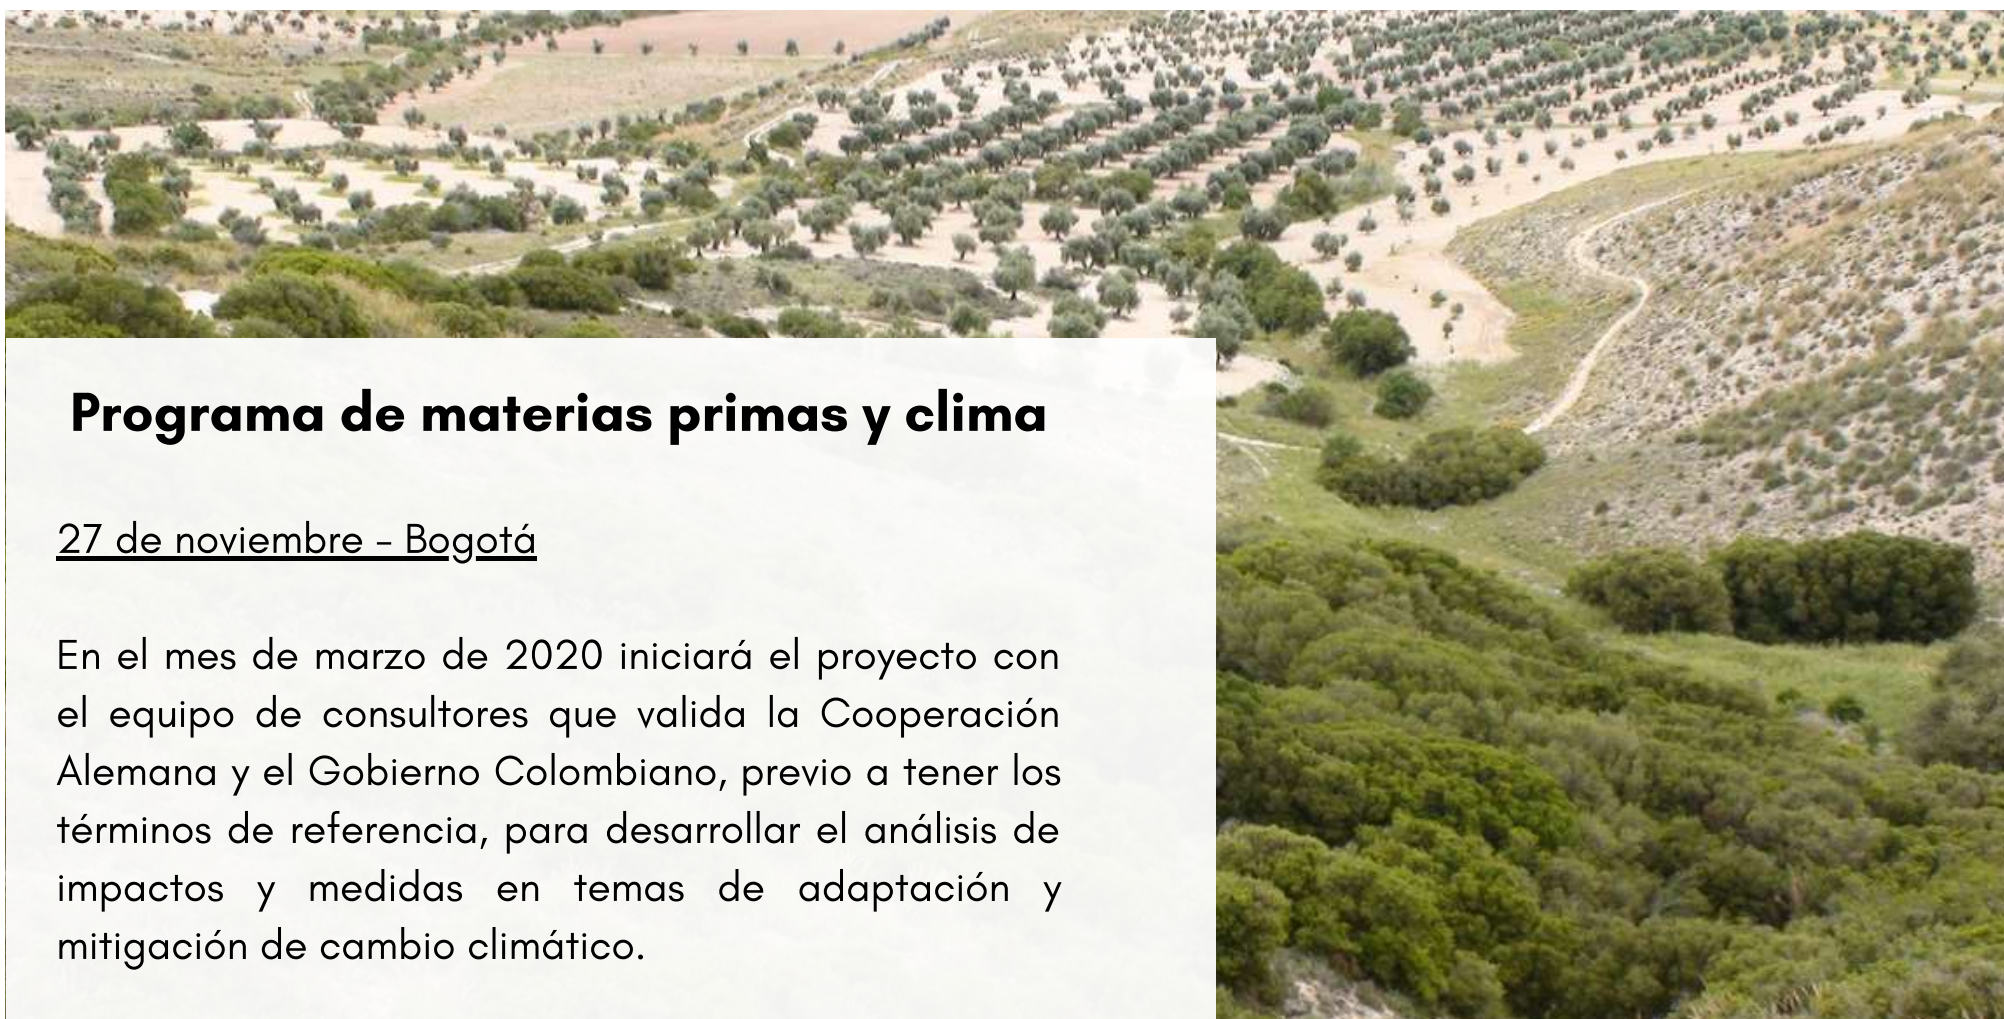 Programa de materias primas y clima
27 de noviembre - Bogotá
En el mes de marzo de 2020 iniciará el proyecto con
el equipo de consultores que valida la Cooperación
Alemana y el Gobierno Colombiano, previo a tener los
términos de referencia, para desarrollar el análisis de
impactos y medidas en temas de adaptación y
mitigación de cambio climático.